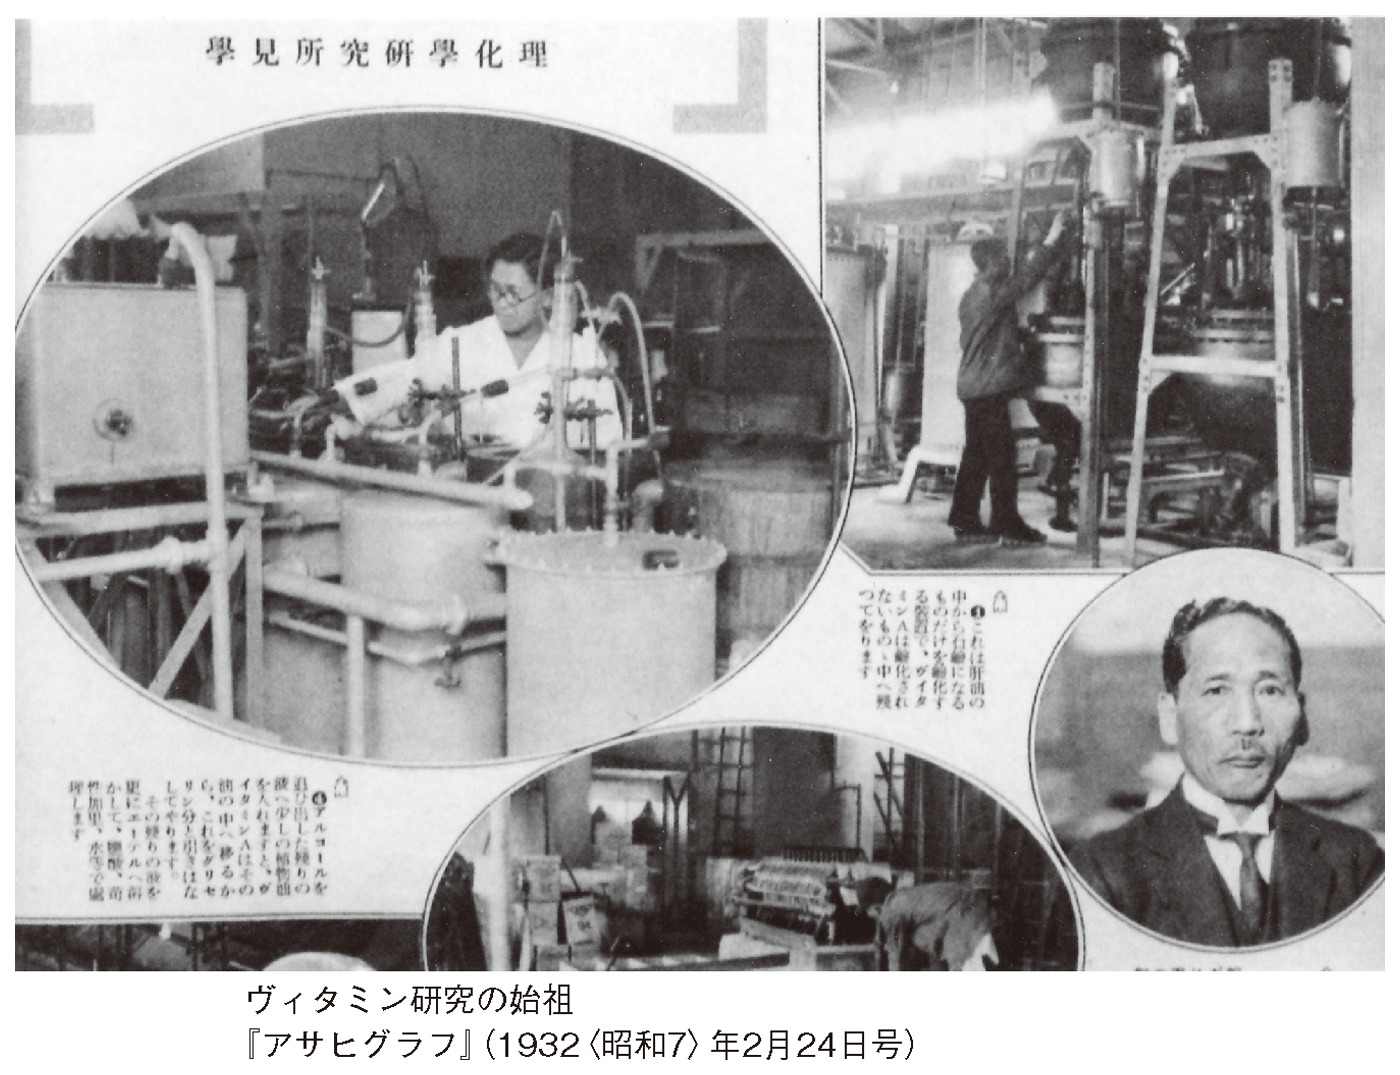 理化學研究所見學
これは肝油の
中から石鹼になる
ものだけを鹼化す
る裝置で、ヴイタ
ミンAは鹼化され
ないものゝ中へ殘
つてをります
アルコールを
追ひ出した殘りの
液へ少しの植物油
を入れますと、ヴ
イタミンAはその
油の中へ移るか
ら、これをグリセ
リン分と引きはな
してやります。
その殘りの液を
更にエーテルへ溶
かして、鹽酸、苛
性加里、水等で處
理します
ヴィタミン研究の始祖
『アサヒグラフ』（1932〈昭和7〉年2月24日号）